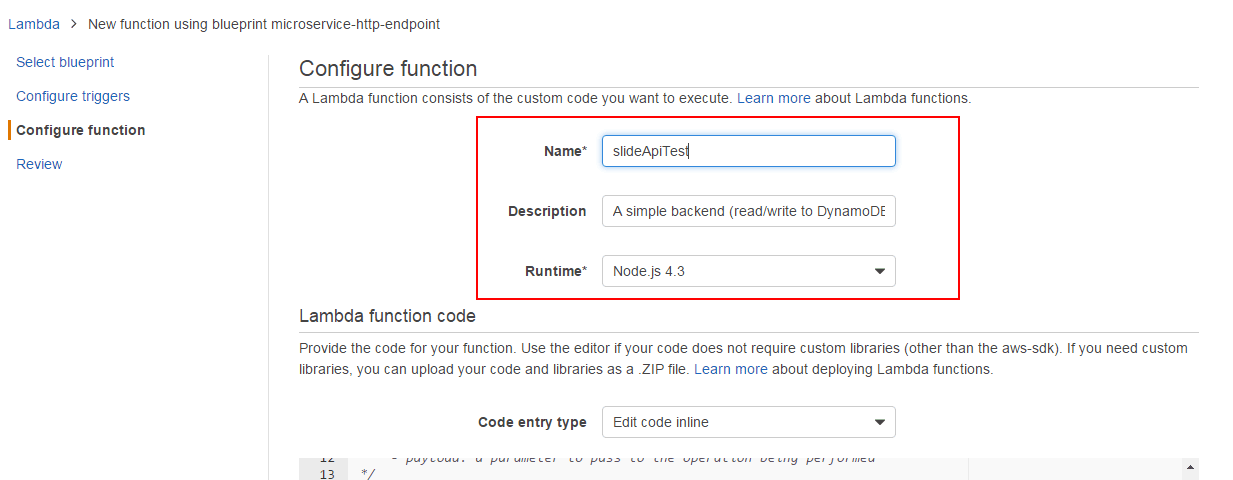 Lambda > New function using blueprint microservice-http-endpoint
Select blueprint
Configure triggers
Configure function
Review
Configure function
A Lambda function consists of the custom code you want to execute. Learn more about Lambda functions.
Name* slideApiTest
Description A simple backend (read/write to DynamoDB
Runtime* Node.js 4.3
Lambda function code
Provide the code for your function. Use the editor if your code does not require custom libraries (other than the aws-sdk). If you need custom
libraries, you can upload your code and libraries as a .ZIP file. Learn more about deploying Lambda functions.
Code entry type Edit code inline
12 - payload: a parameter to pass to the operation being performed
13 */